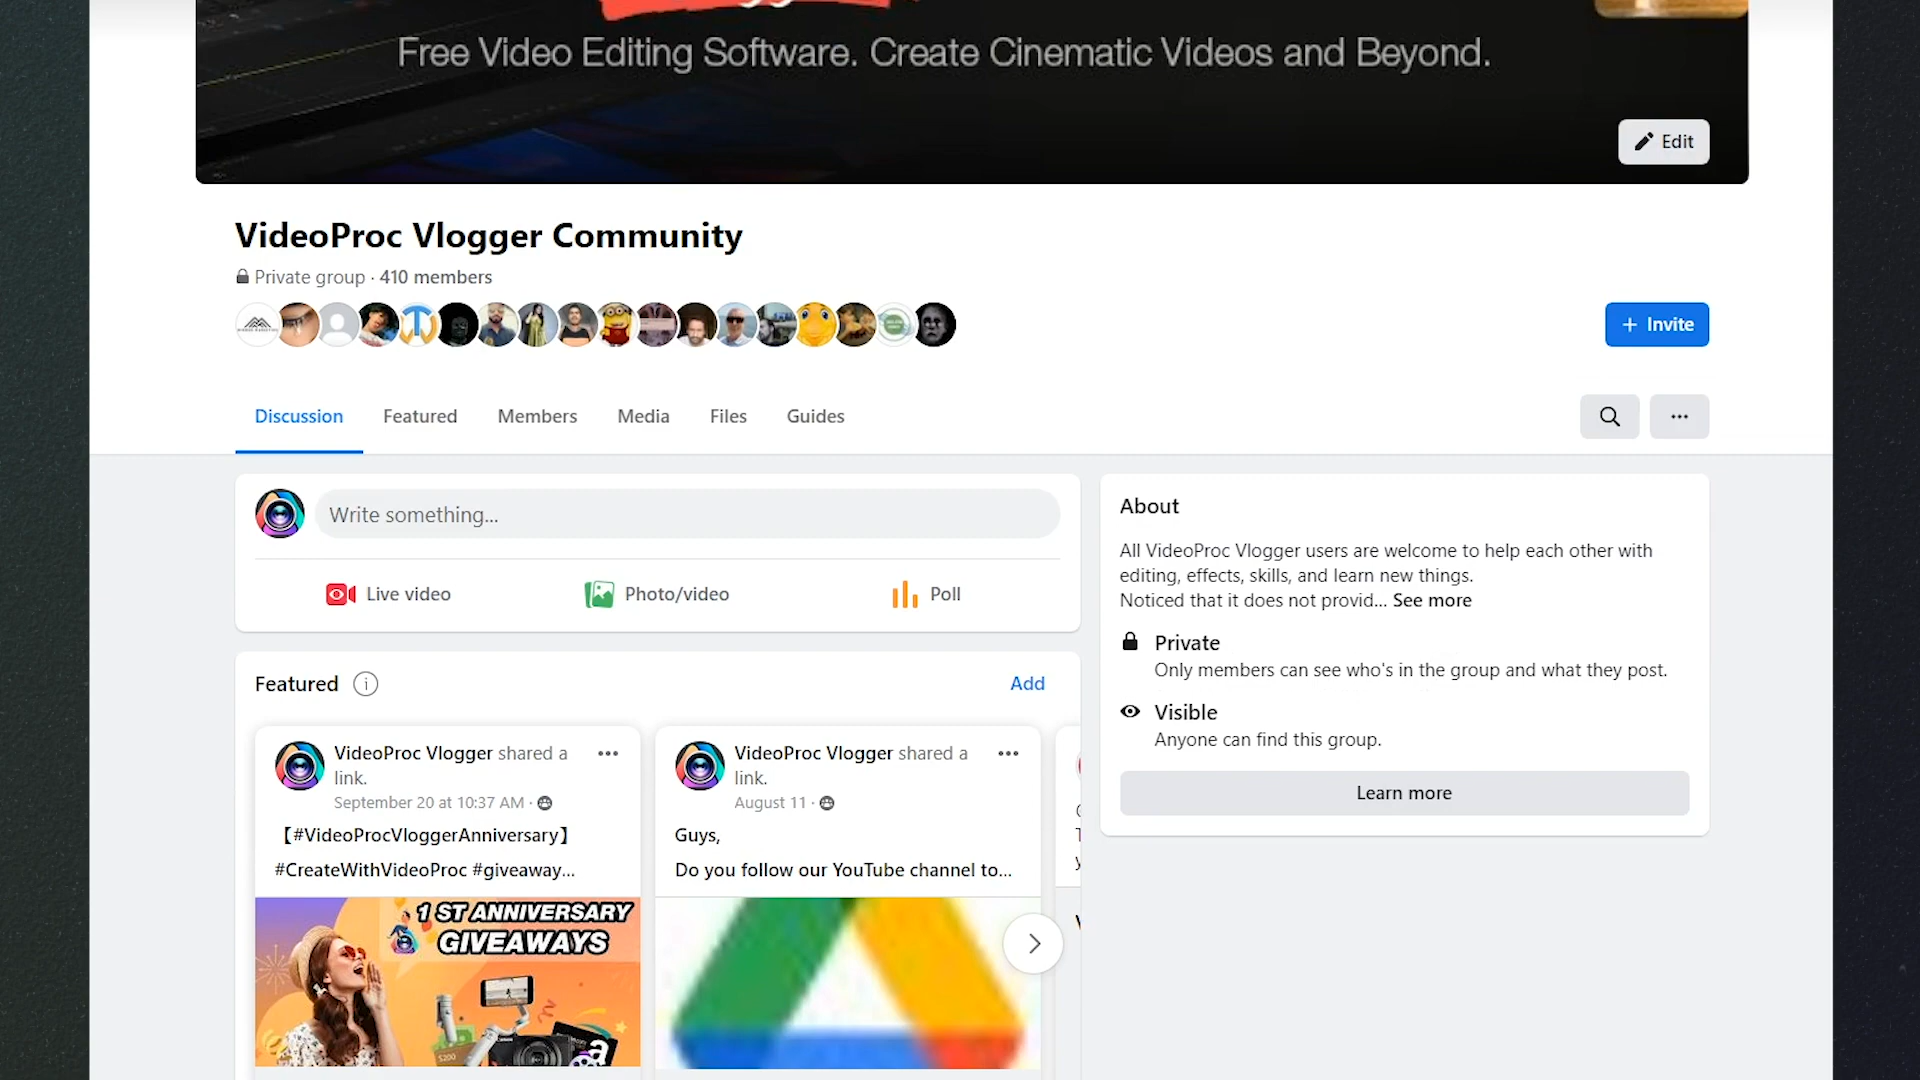 Free Video Editing Software. Create Cinematic Videos and Beyond.
Edit
VideoProc Vlogger Community
Private group · 410 members
+ Invite
Discussion
Featured
Members
Media
Files
Guides
Write something...
Live video
Photo/video
Poll
About
All VideoProc Vlogger users are welcome to help each other with
editing, effects, skills, and learn new things.
Noticed that it does not provid... See more
Private
Only members can see who's in the group and what they post.
Visible
Anyone can find this group.
Learn more
Featured
Add
VideoProc Vlogger shared a
link.
September 20 at 10:37 AM ·
【#VideoProcVloggerAnniversary】
#CreateWithVideoProc #giveaway...
1 ST ANNIVERSARY
GIVEAWAYS
$200
VideoProc Vlogger shared a
link.
August 11 ·
Guys,
Do you follow our YouTube channel to...